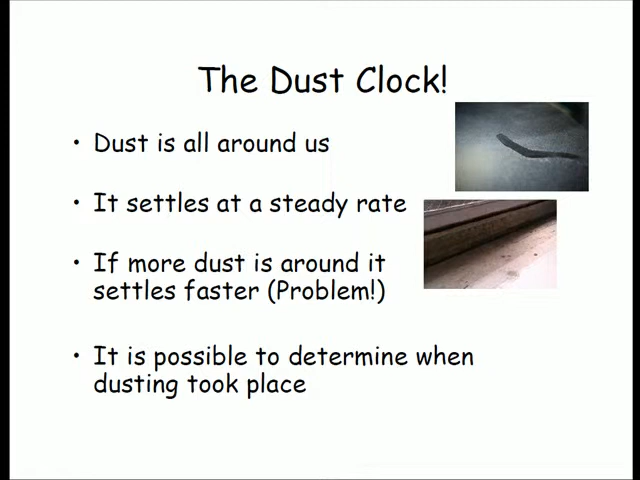 The Dust Clock!
• Dust is all around us
• It settles at a steady rate
• If more dust is around it
settles faster (Problem!)
• It is possible to determine when
dusting took place